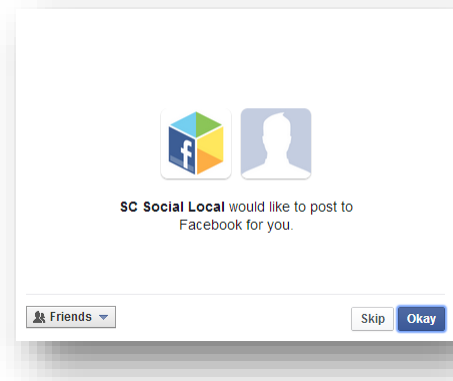 SC Social Local would like to post to
Facebook for you.
Friends
Skip
Okay